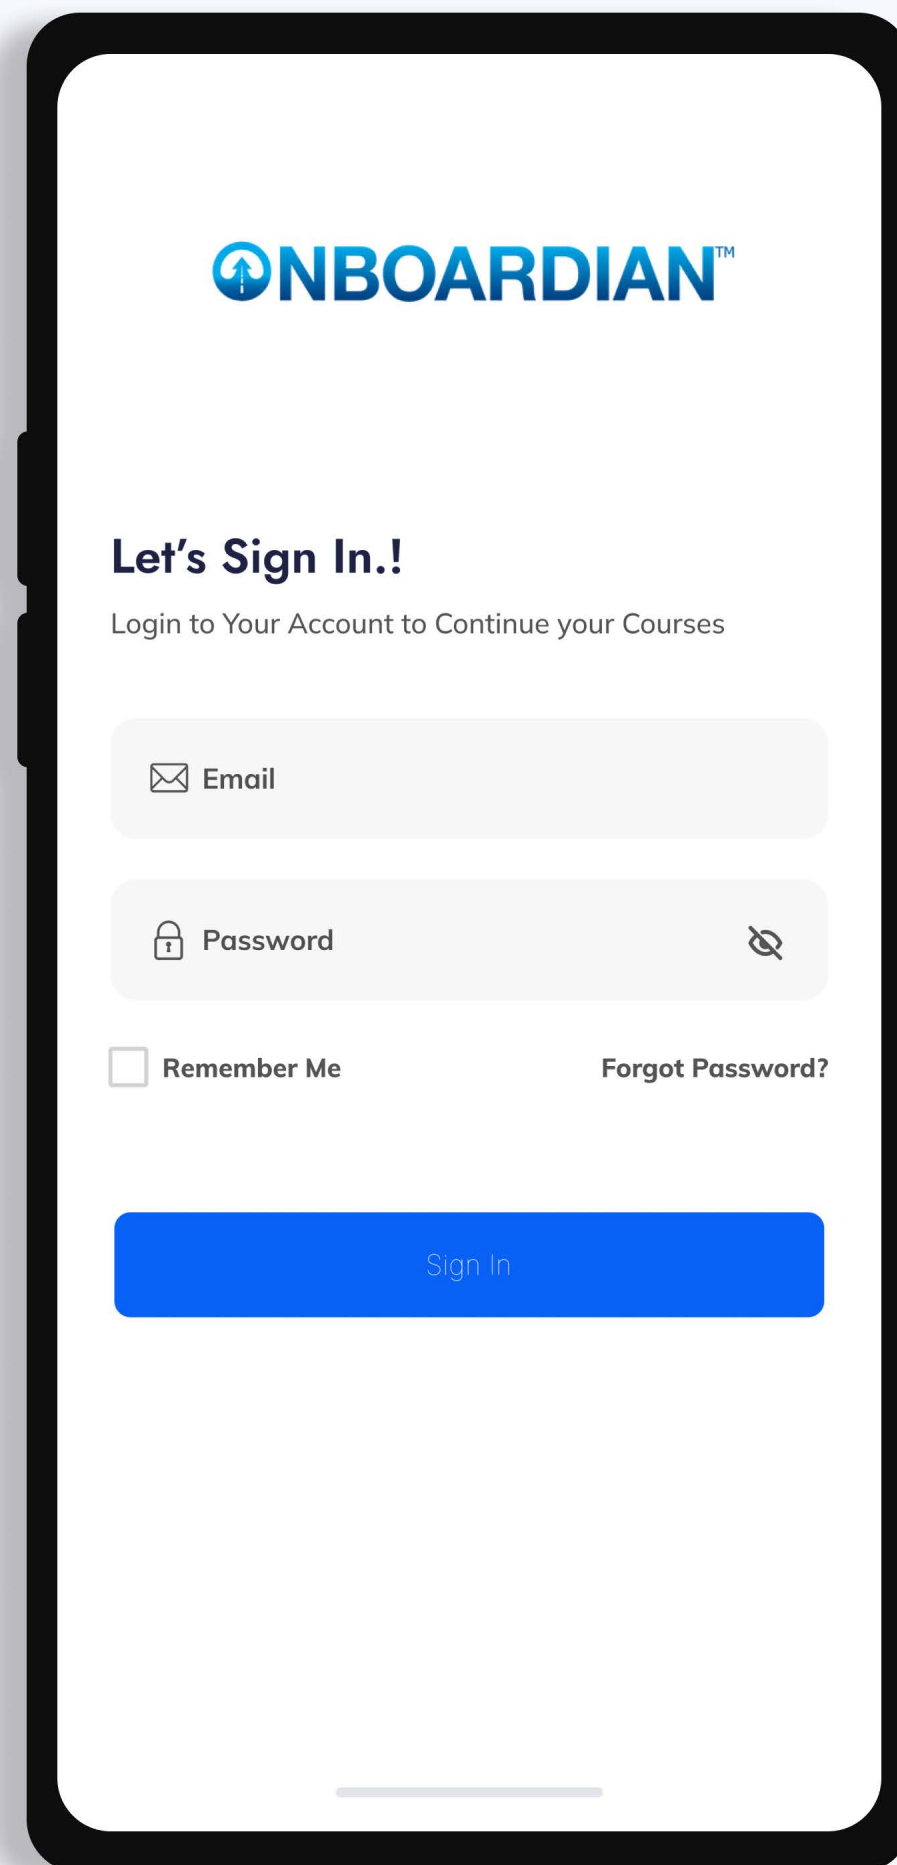 ONBOARDIAN™
Let's Sign In.!
Login to Your Account to Continue your Courses
Email
Password
Remember Me
Forgot Password?
Sign In